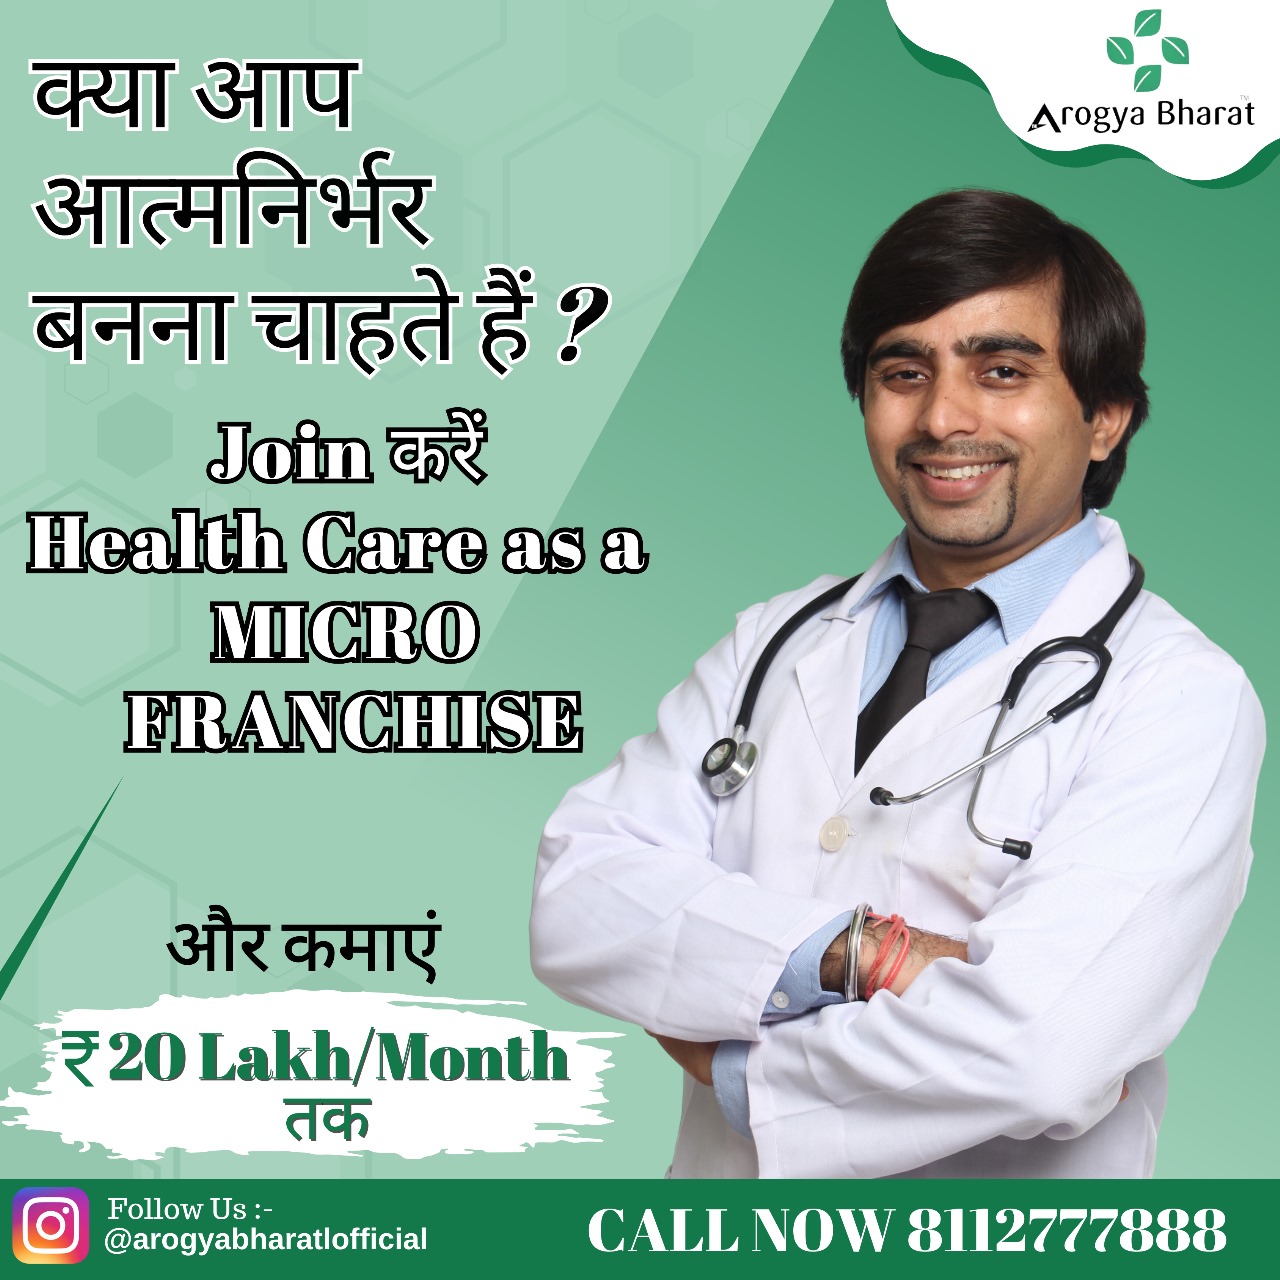 Arogya Bharat
TM
क्या आप
आत्मनिर्भर
बनना चाहते हैं ?
Join करें
Health Care as a
MICRO
FRANCHISE
और कमाएं
₹20 Lakh/Month
तक
Follow Us :-
@arogyabharatlofficial
CALL NOW 8112777888